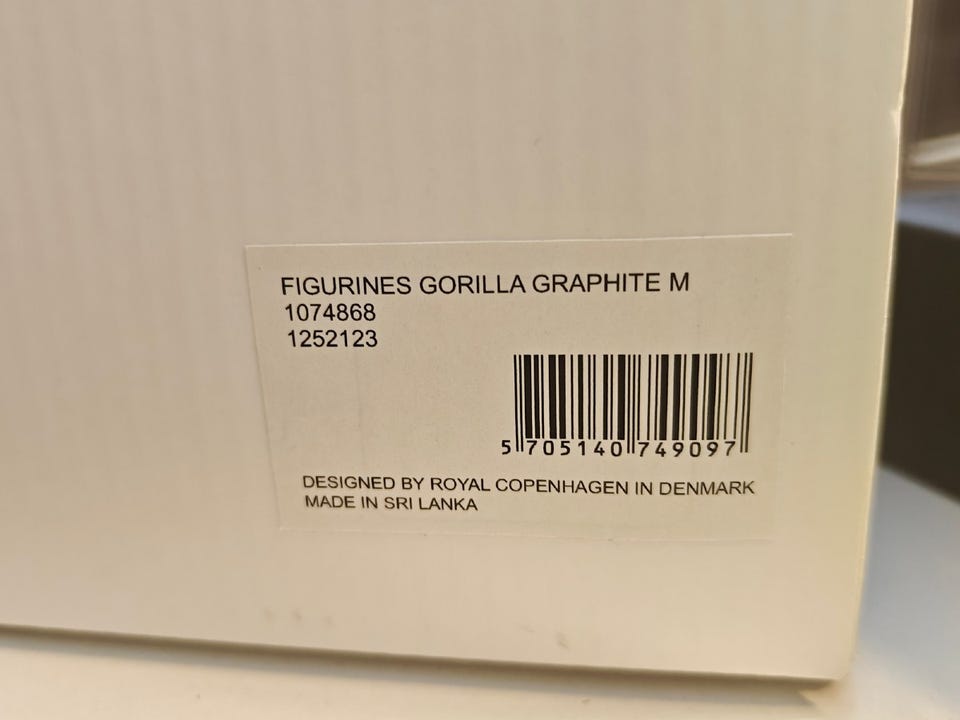 FIGURINES GORILLA GRAPHITE M
1074868
1252123
5 705140 749097
DESIGNED BY ROYAL COPENHAGEN IN DENMARK
MADE IN SRI LANKA